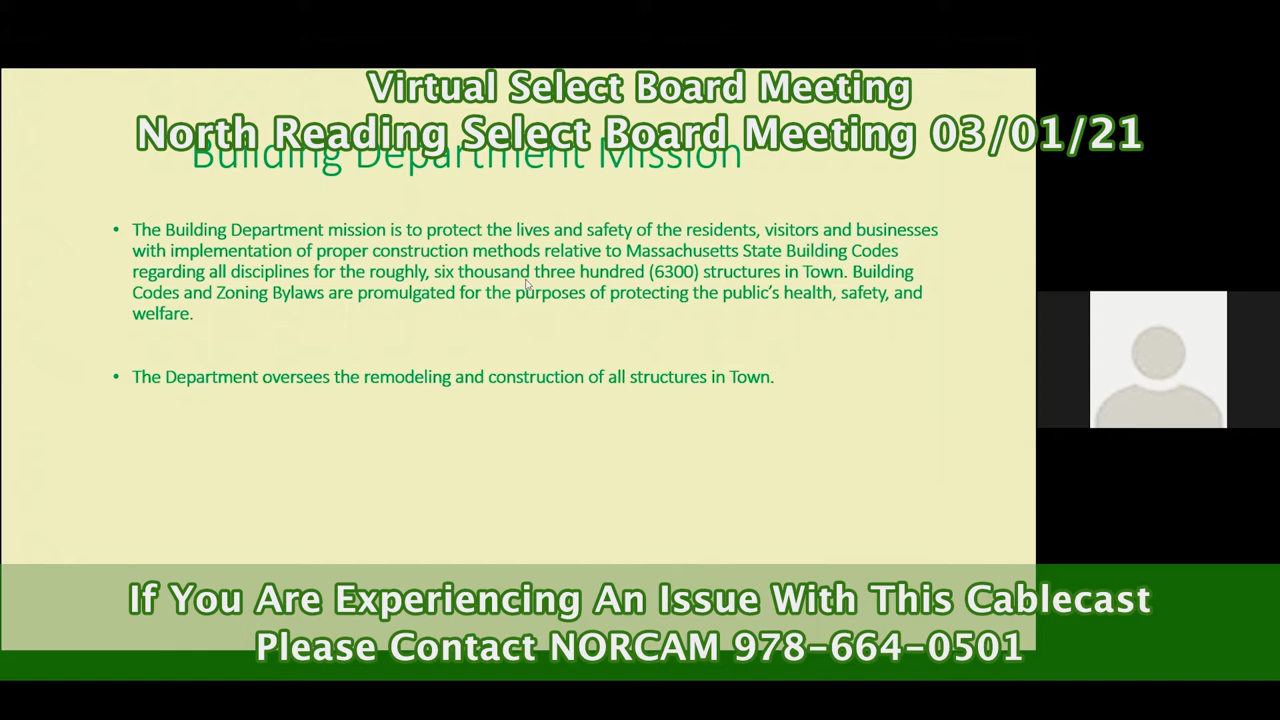 Virtual Select Board Meeting
North Reading Select Board Meeting 03/01/21
Building Department Mission
• The Building Department mission is to protect the lives and safety of the residents, visitors and businesses
with implementation of proper construction methods relative to Massachusetts State Building Codes
regarding all disciplines for the roughly, six thousand three hundred (6300) structures in Town. Building
Codes and Zoning Bylaws are promulgated for the purposes of protecting the public's health, safety, and
welfare.
• The Department oversees the remodeling and construction of all structures in Town.
If You Are Experiencing An Issue With This Cablecast
Please Contact NORCAM 978-664-0501